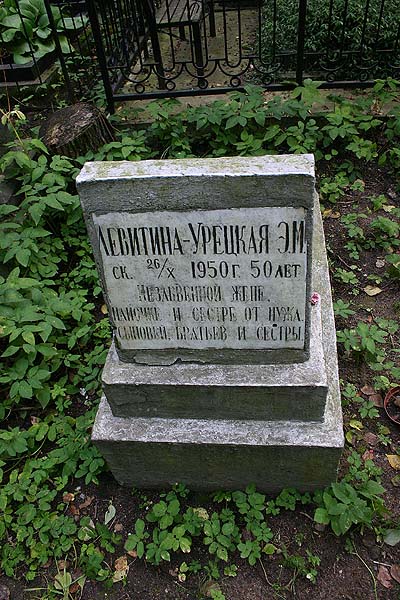 ЛЕВИТИНА-УРЕЦКАЯ Э.И.
СК. 26/X 1950 Г. 50 ЛЕТ
НЕЗАБВЕННОЙ ЖЕНЕ,
МАМОЧКЕ И СЕСТРЕ ОТ МУЖА,
СЫНОВЕЙ, БРАТЬЕВ И СЕСТРЫ